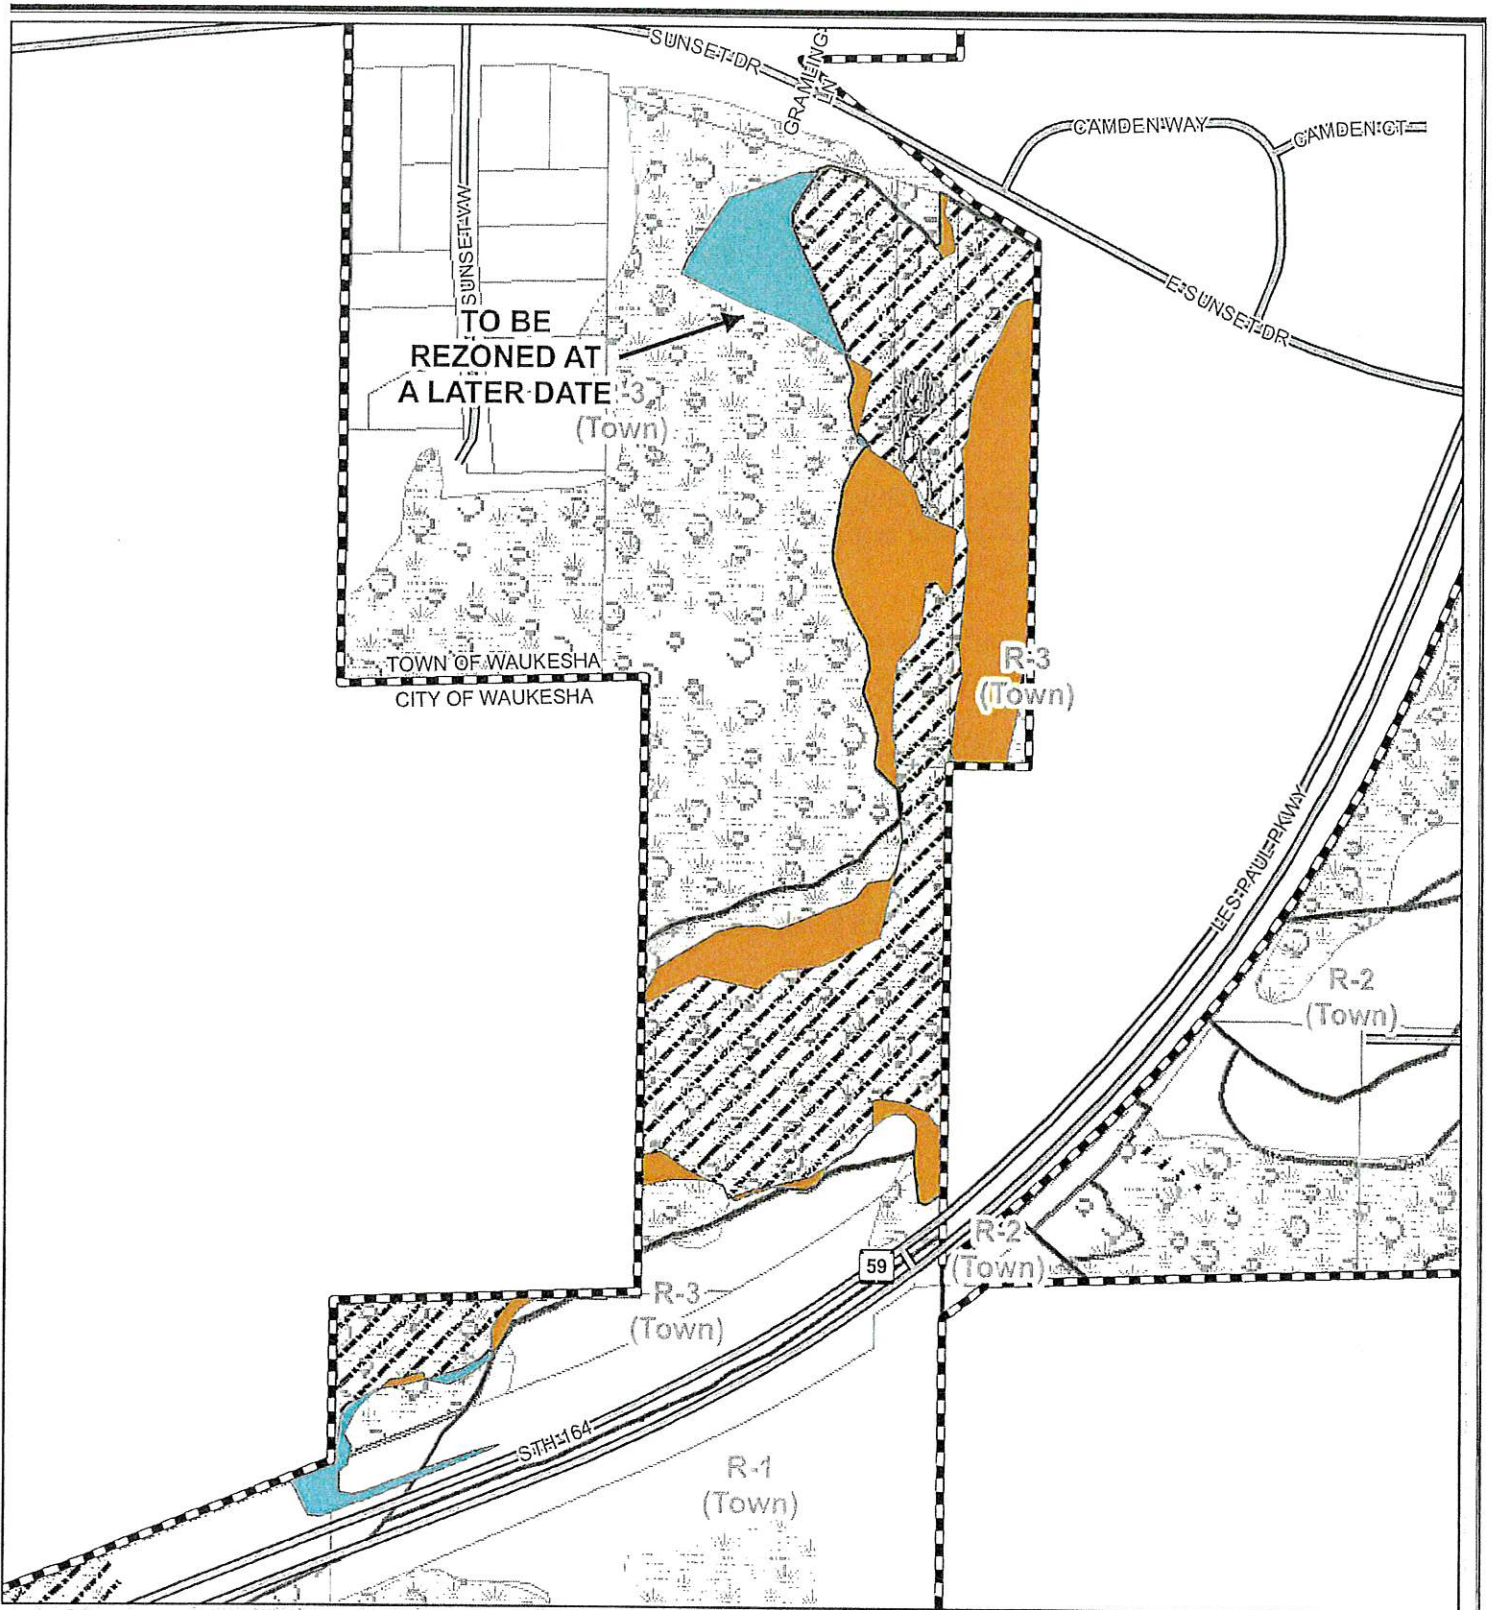 SUNSET DR
GRAMLING
LN
CAMDEN WAY
CAMDEN CT
SUNSET VW
E SUNSET DR
TO BE
REZONED AT
A LATER DATE
-3
(Town)
R-3
(Town)
TOWN OF WAUKESHA
CITY OF WAUKESHA
LES PAUL PKWY
R-2
(Town)
R-2
(Town)
59
R-3
(Town)
STH 164
R-1
(Town)